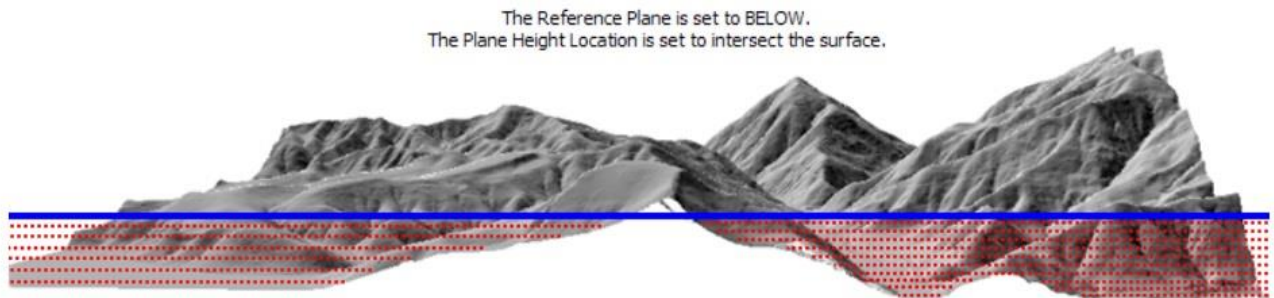 The Reference Plane is set to BELOW.
The Plane Height Location is set to intersect the surface.